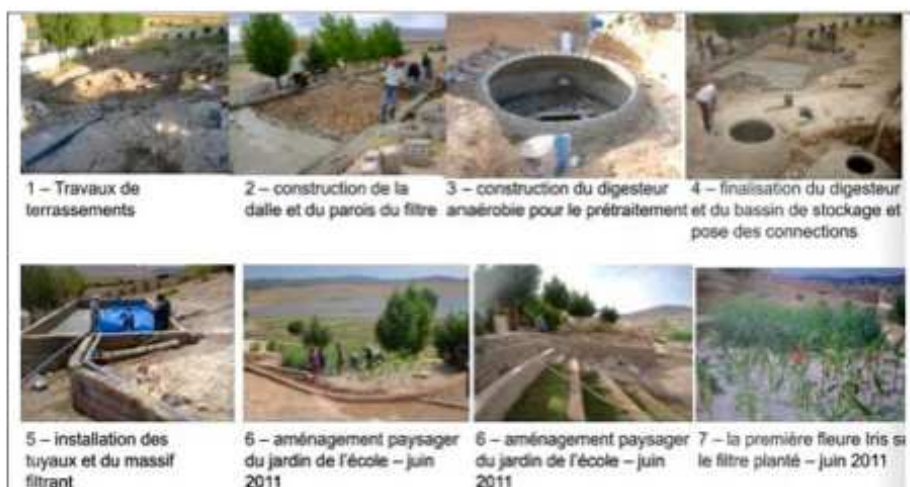 1 – Travaux de
terrassements
2 – construction de la
dalle et du parois du filtre
3 – construction du digesteur
anaérobie pour le prétraitement
4 – finalisation du digesteur
et du bassin de stockage et
pose des connections
5 – installation des
tuyaux et du massif
filtrant
6 – aménagement paysager
du jardin de l'école – juin
2011
6 – aménagement paysager
du jardin de l'école – juin
2011
7 – la première fleure Iris
le filtre planté – juin 2011